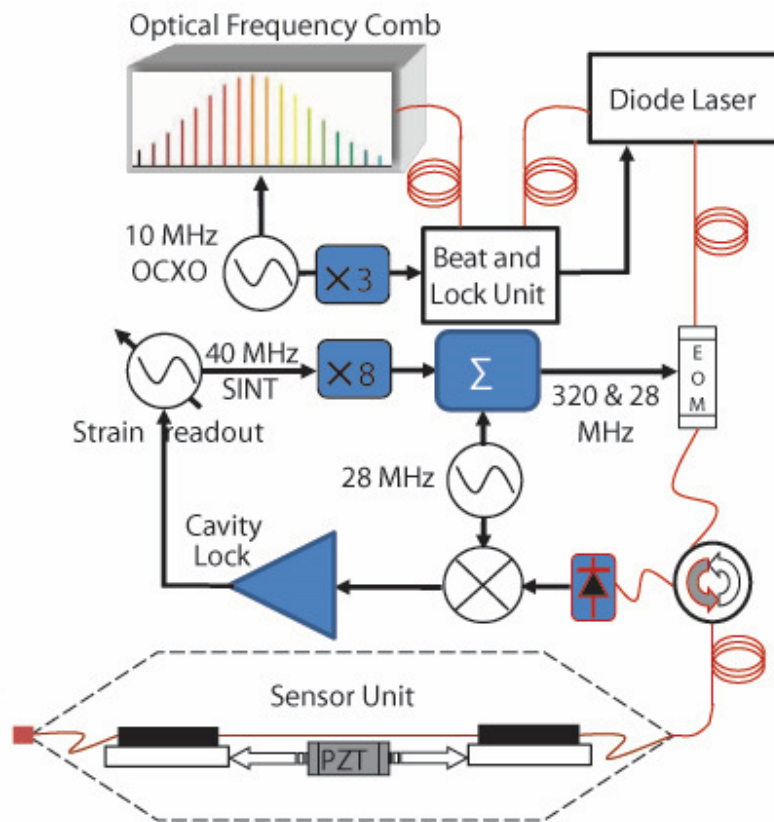 Optical Frequency Comb
Diode Laser
10 MHz
OCXO
×3
Beat and
Lock Unit
40 MHz
SINT
×8
Σ
320 & 28
MHz
EOM
Strain readout
28 MHz
Cavity
Lock
Sensor Unit
PZT